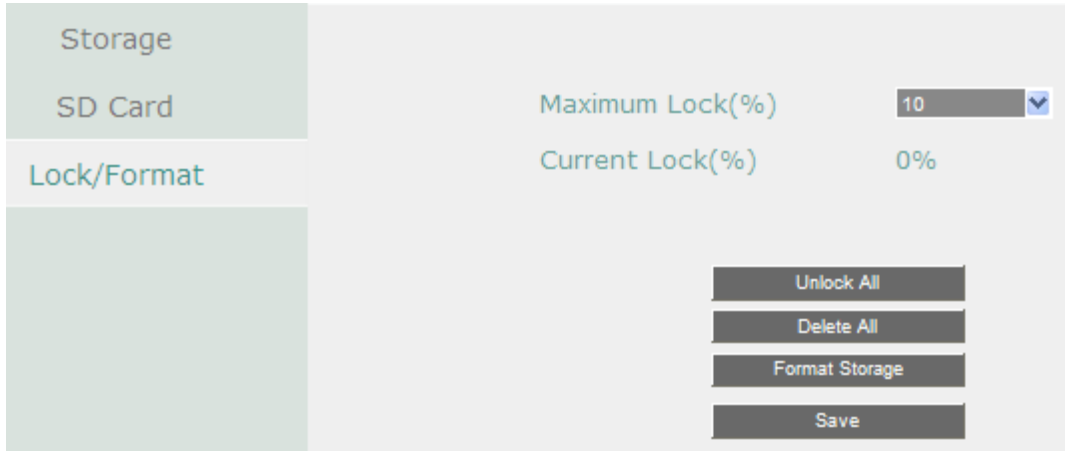 Storage
SD Card
Lock/Format
Maximum Lock(%) 10
Current Lock(%) 0%
Unlock All
Delete All
Format Storage
Save